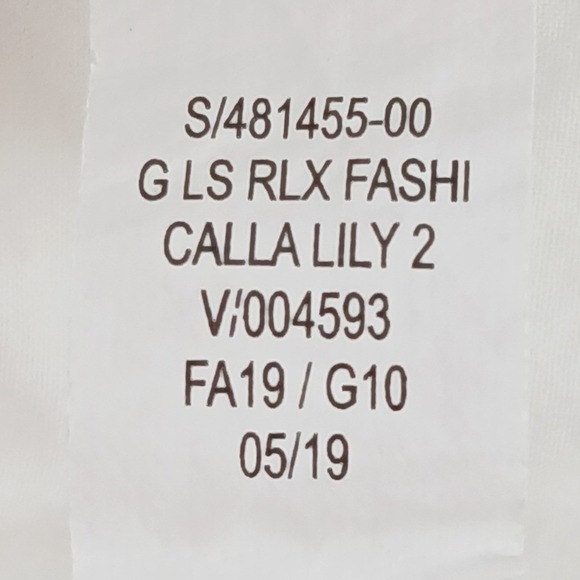 S/481455-00
G LS RLX FASHI
CALLA LILY 2
V/004593
FA19 / G10
05/19